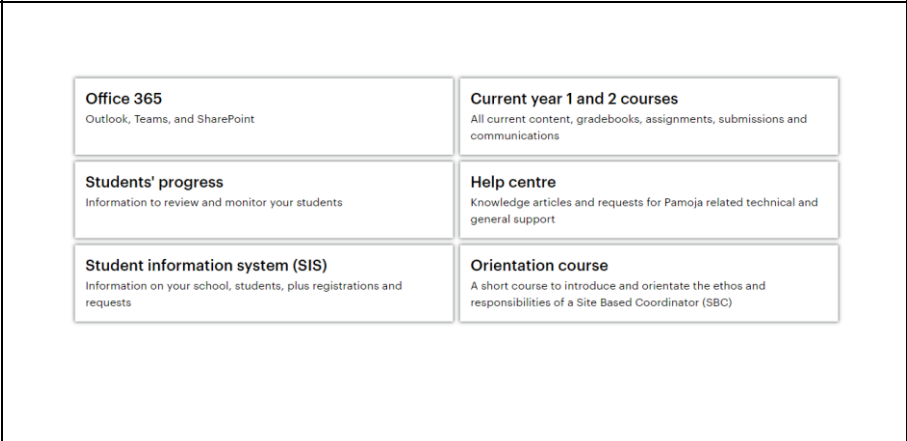 Office 365
Outlook, Teams, and SharePoint
Current year 1 and 2 courses
All current content, gradebooks, assignments, submissions and
communications
Students' progress
Information to review and monitor your students
Help centre
Knowledge articles and requests for Pamoja related technical and
general support
Student information system (SIS)
Information on your school, students, plus registrations and
requests
Orientation course
A short course to introduce and orientate the ethos and
responsibilities of a Site Based Coordinator (SBC)